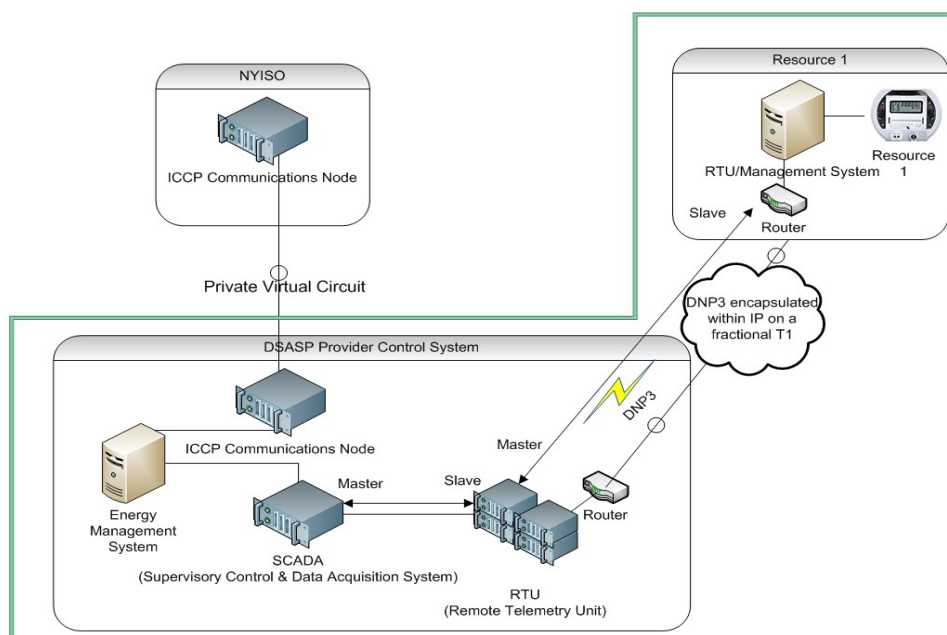 NYISO
ICCP Communications Node
Private Virtual Circuit
Resource 1
RTU/Management System
Resource
1
Slave
Router
DNP3 encapsulated
within IP on a
fractional T1
DSASP Provider Control System
ICCP Communications Node
DNP3
Master
Energy
Management
System
Master
Slave
SCADA
(Supervisory Control & Data Acquisition System)
Router
RTU
(Remote Telemetry Unit)